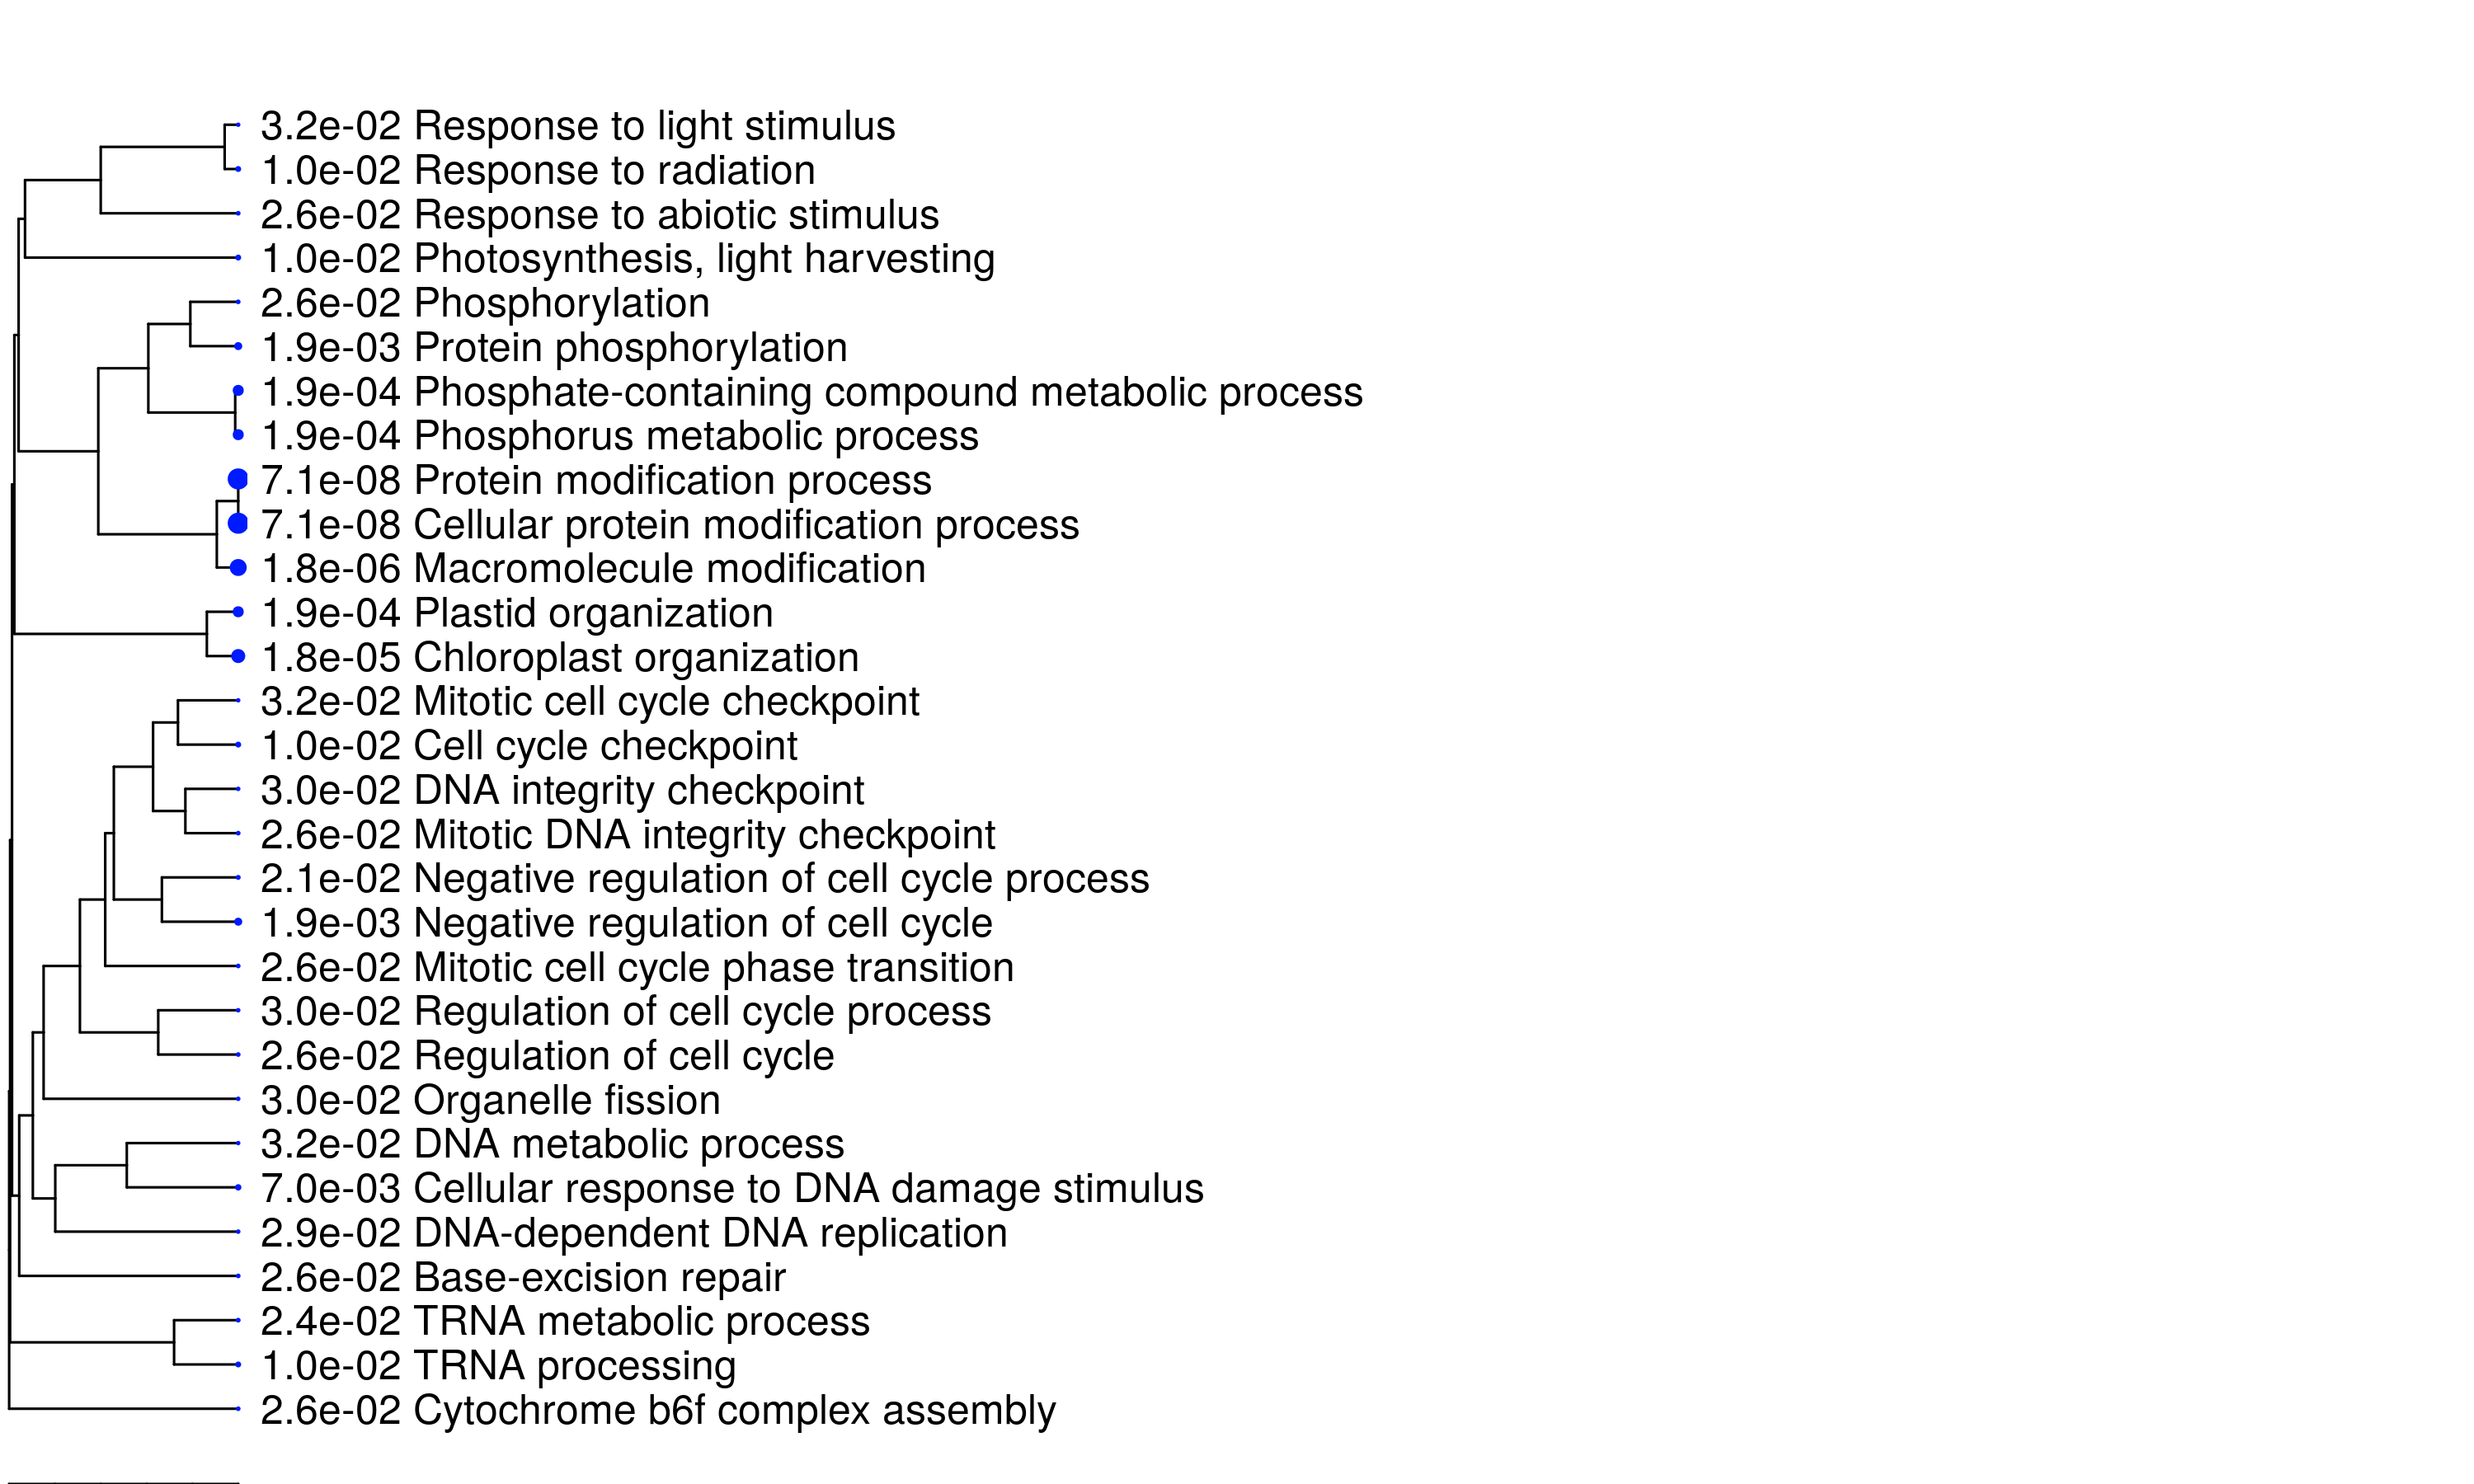 3.2e-02 Response to light stimulus
1.0e-02 Response to radiation
2.6e-02 Response to abiotic stimulus
1.0e-02 Photosynthesis, light harvesting
2.6e-02 Phosphorylation
1.9e-03 Protein phosphorylation
1.9e-04 Phosphate-containing compound metabolic process
1.9e-04 Phosphorus metabolic process
7.1e-08 Protein modification process
7.1e-08 Cellular protein modification process
1.8e-06 Macromolecule modification
1.9e-04 Plastid organization
1.8e-05 Chloroplast organization
3.2e-02 Mitotic cell cycle checkpoint
1.0e-02 Cell cycle checkpoint
3.0e-02 DNA integrity checkpoint
2.6e-02 Mitotic DNA integrity checkpoint
2.1e-02 Negative regulation of cell cycle process
1.9e-03 Negative regulation of cell cycle
2.6e-02 Mitotic cell cycle phase transition
3.0e-02 Regulation of cell cycle process
2.6e-02 Regulation of cell cycle
3.0e-02 Organelle fission
3.2e-02 DNA metabolic process
7.0e-03 Cellular response to DNA damage stimulus
2.9e-02 DNA-dependent DNA replication
2.6e-02 Base-excision repair
2.4e-02 TRNA metabolic process
1.0e-02 TRNA processing
2.6e-02 Cytochrome b6f complex assembly